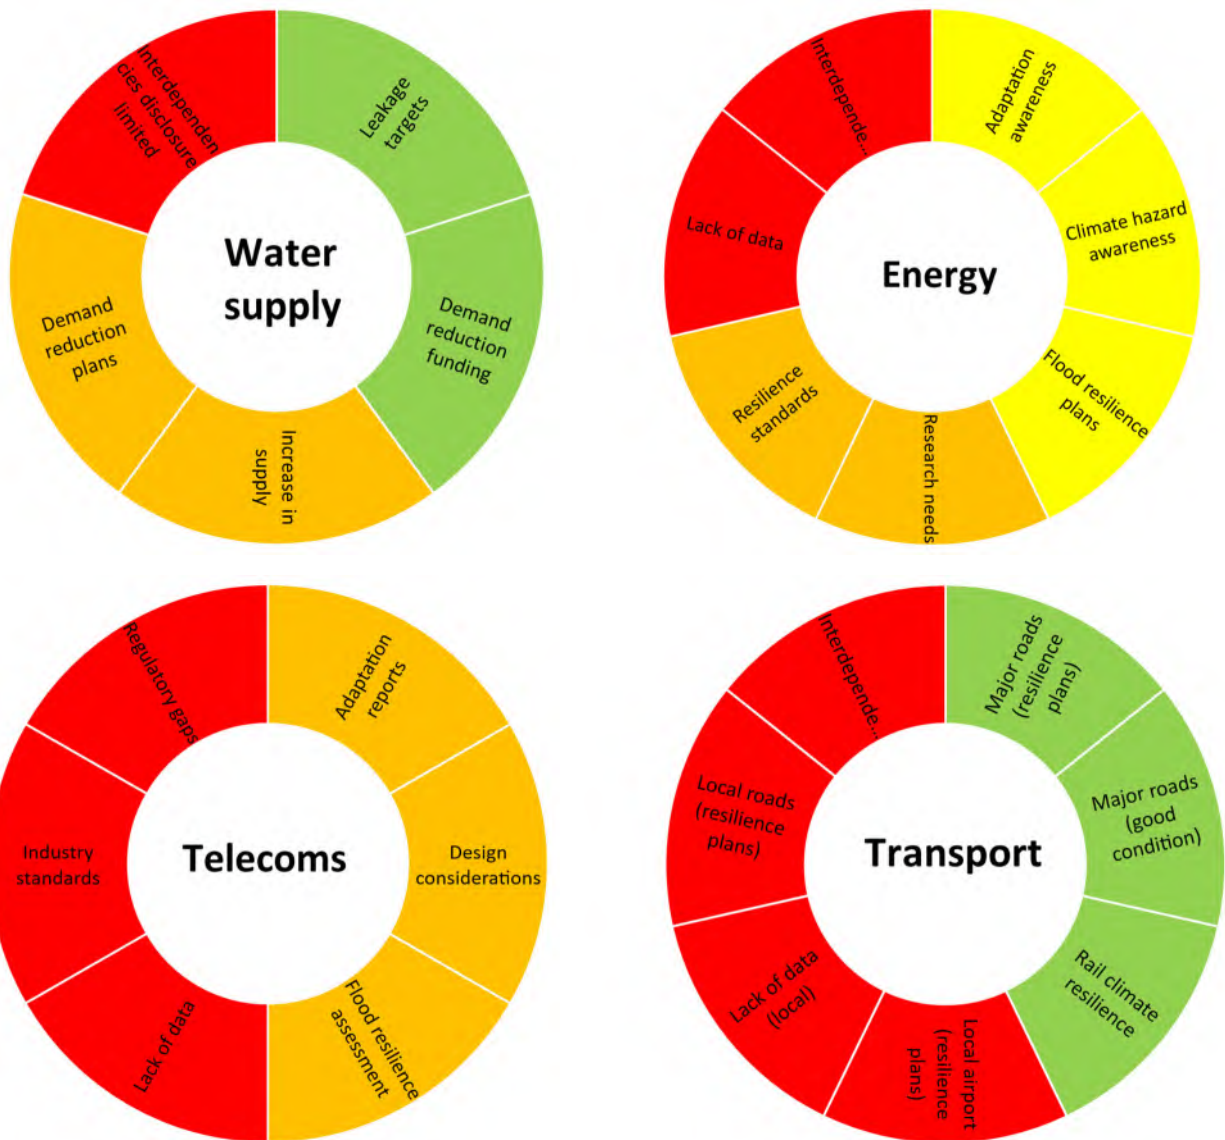 Interdependen
cies disclosure
limited
Leakage
targets
Demand
reduction
funding
Increase in
supply
Demand
reduction
plans
Water
supply
Interdepende...
Adaptation
awareness
Climate hazard
awareness
Flood resilience
plans
Research needs
Resilience
standards
Lack of data
Energy
Regulatory gaps
Adaptation
reports
Design
considerations
Flood resilience
assessment
Lack of data
Industry
standards
Telecoms
Interdepende...
Major roads
(resilience
plans)
Major roads
(good
condition)
Rail climate
resilience
Local airport
(resilience
plans)
Lack of data
(local)
Local roads
(resilience
plans)
Transport